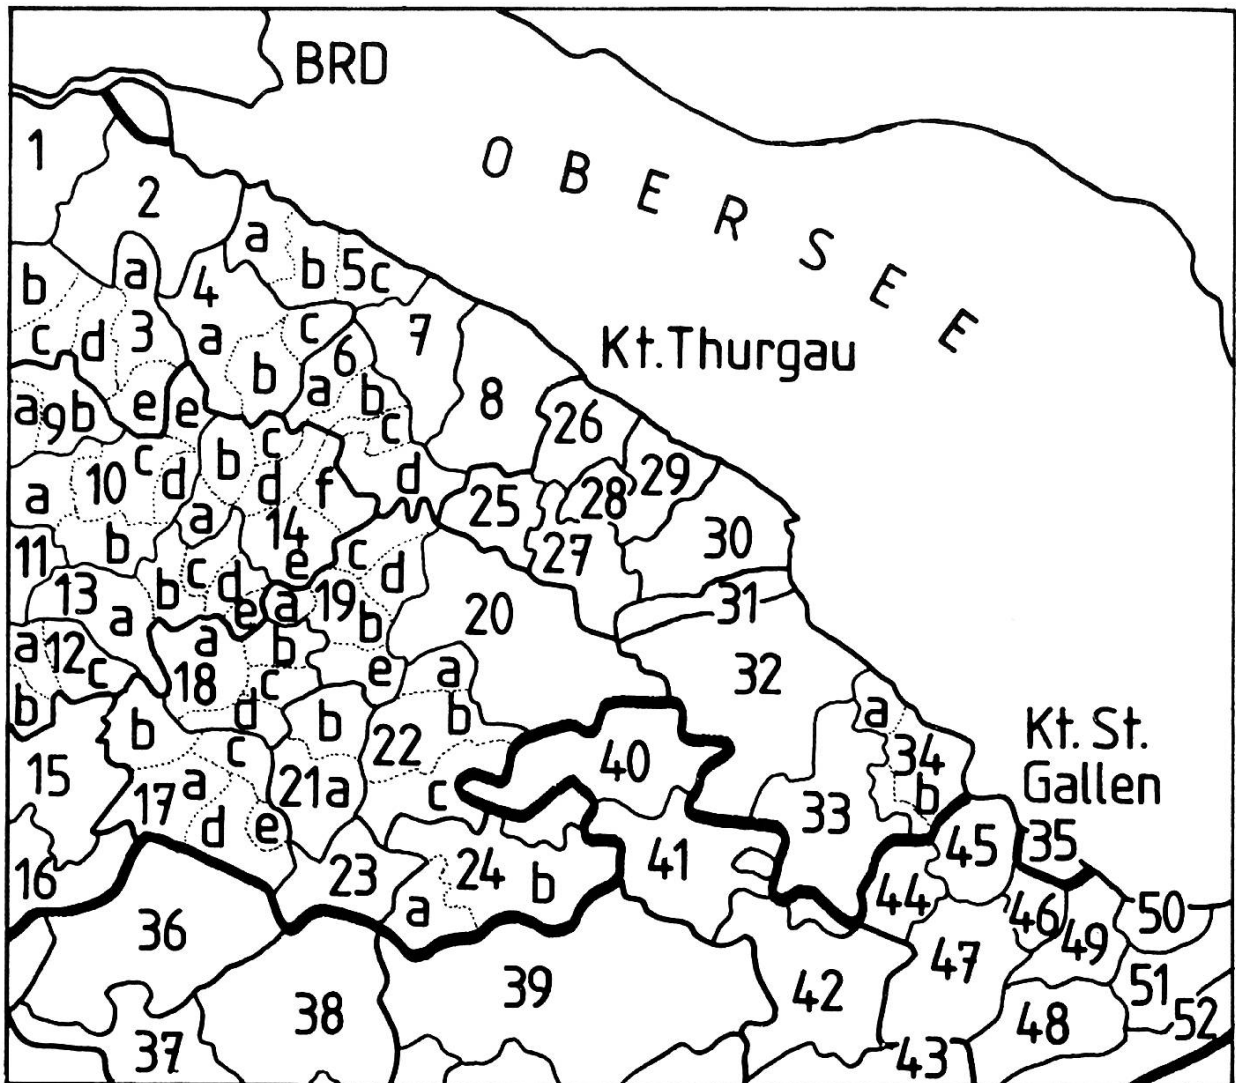 BRD
1
O B E R S E E
2
a
b 5c
a
b
4
c d 3
a
c
7
Kt. Thurgau
6
b
a
b
8
a 9 b
e
e
c
26
c
10
c
d
b
c
d
f
d
29
a
25
28
a
14
30
11
b
27
c
d
e
c
13
a
b
c
d
e
a
19
b
d
20
31
a 12 c
a
b
32
b
18
c
e
a
d
b
b
a
34
Kt. St.
Gallen
15
b
c
22
40
b
17 a
21a
c
33
d
e
35
45
16
23
24
b
41
44
a
46
50
36
49
47
39
42
51
38
48
52
37
43